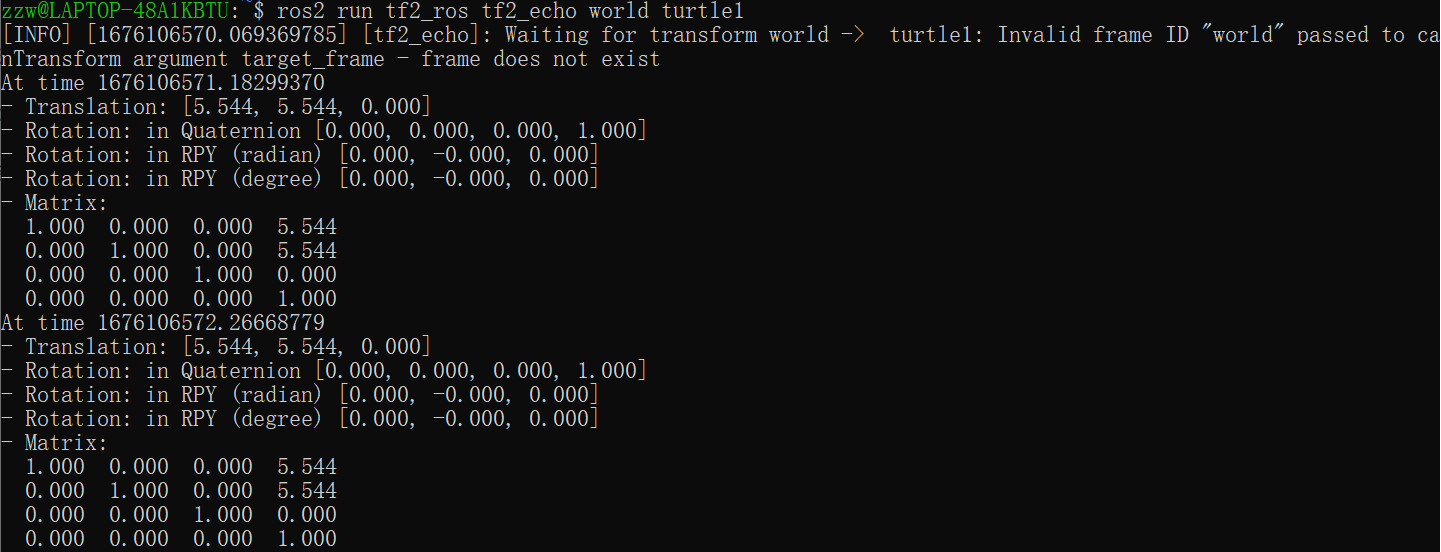 zzw@LAPTOP-48A1KBTU:~$ ros2 run tf2_ros tf2_echo world turtle1
[INFO] [1676106570.069369785] [tf2_echo]: Waiting for transform world ->  turtle1: Invalid frame ID "world" passed to ca
nTransform argument target_frame - frame does not exist
At time 1676106571.18299370
- Translation: [5.544, 5.544, 0.000]
- Rotation: in Quaternion [0.000, 0.000, 0.000, 1.000]
- Rotation: in RPY (radian) [0.000, -0.000, 0.000]
- Rotation: in RPY (degree) [0.000, -0.000, 0.000]
- Matrix:
  1.000  0.000  0.000  5.544
  0.000  1.000  0.000  5.544
  0.000  0.000  1.000  0.000
  0.000  0.000  0.000  1.000
At time 1676106572.26668779
- Translation: [5.544, 5.544, 0.000]
- Rotation: in Quaternion [0.000, 0.000, 0.000, 1.000]
- Rotation: in RPY (radian) [0.000, -0.000, 0.000]
- Rotation: in RPY (degree) [0.000, -0.000, 0.000]
- Matrix:
  1.000  0.000  0.000  5.544
  0.000  1.000  0.000  5.544
  0.000  0.000  1.000  0.000
  0.000  0.000  0.000  1.000